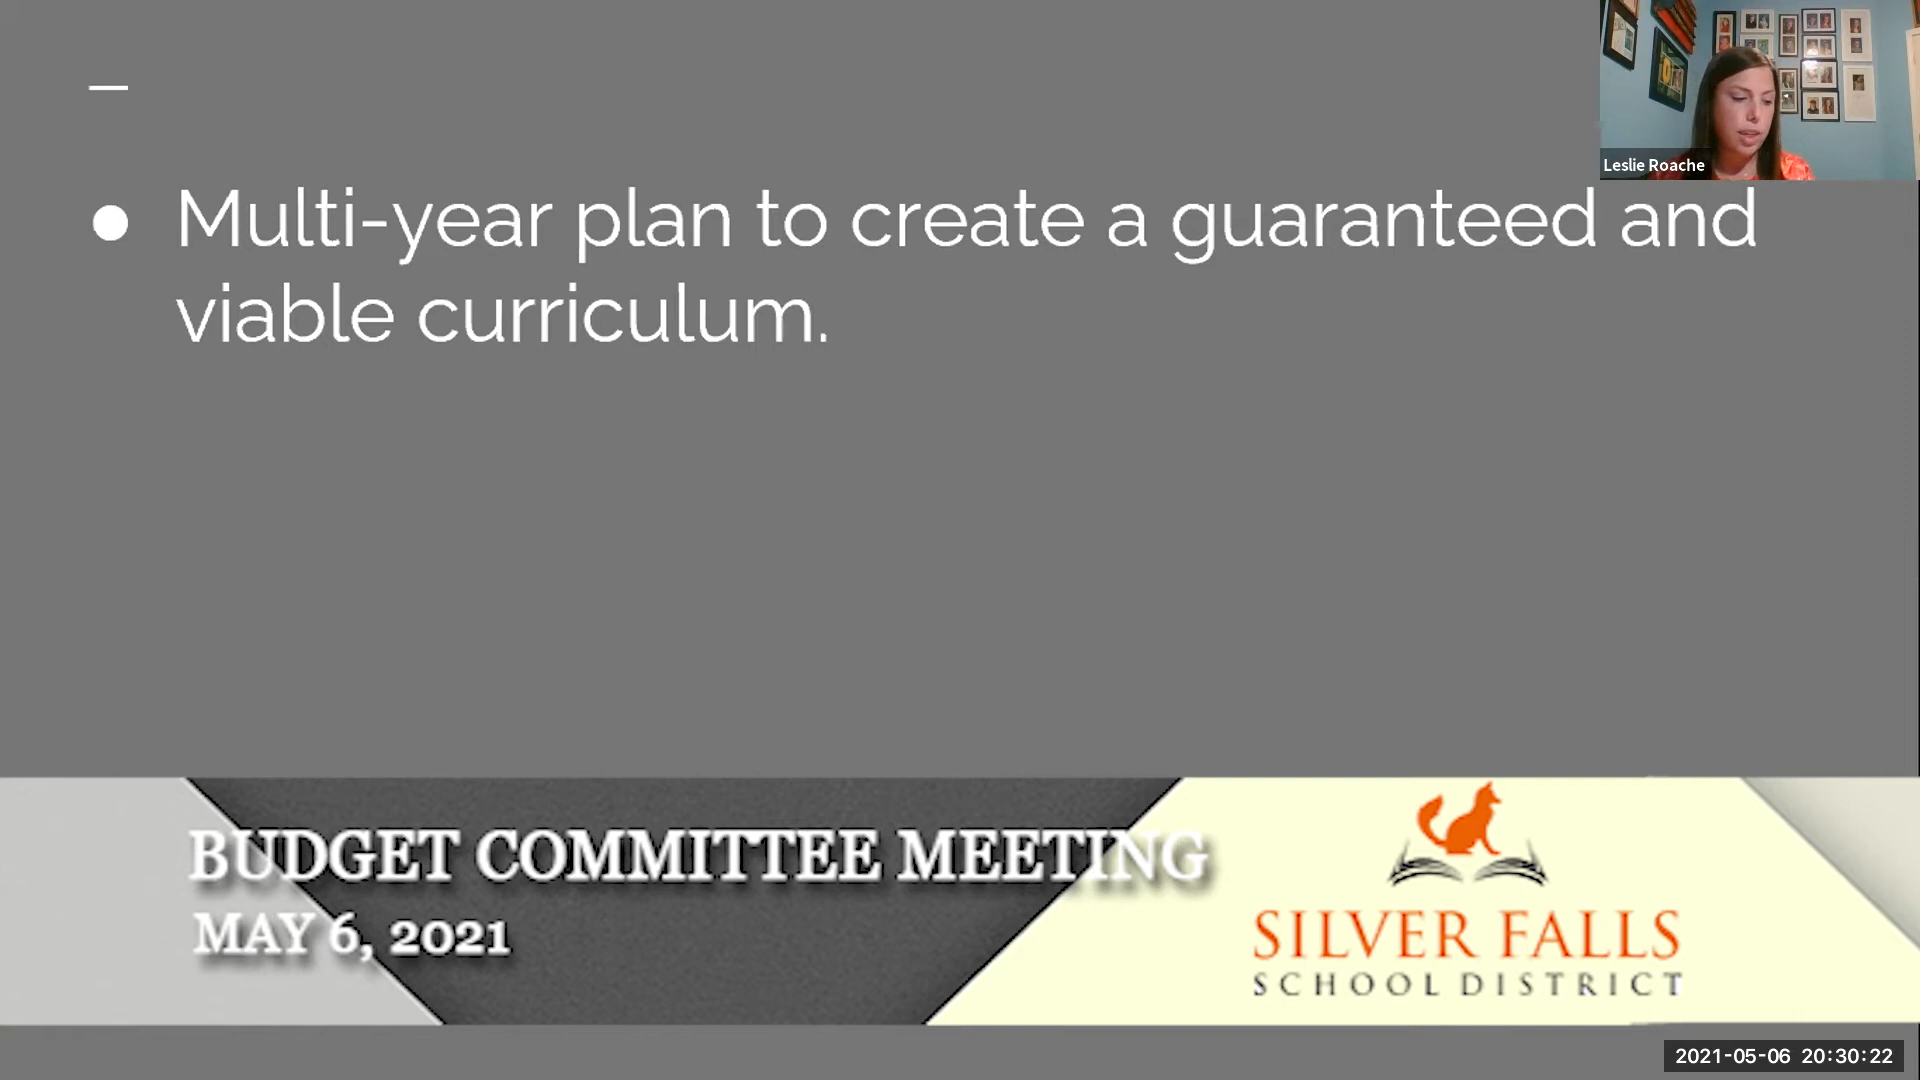 Leslie Roache
● Multi-year plan to create a guaranteed and
viable curriculum.
BUDGET COMMITTEE MEETING
MAY 6, 2021
SILVER FALLS
SCHOOL DISTRICT
2021-05-06 20:30:22